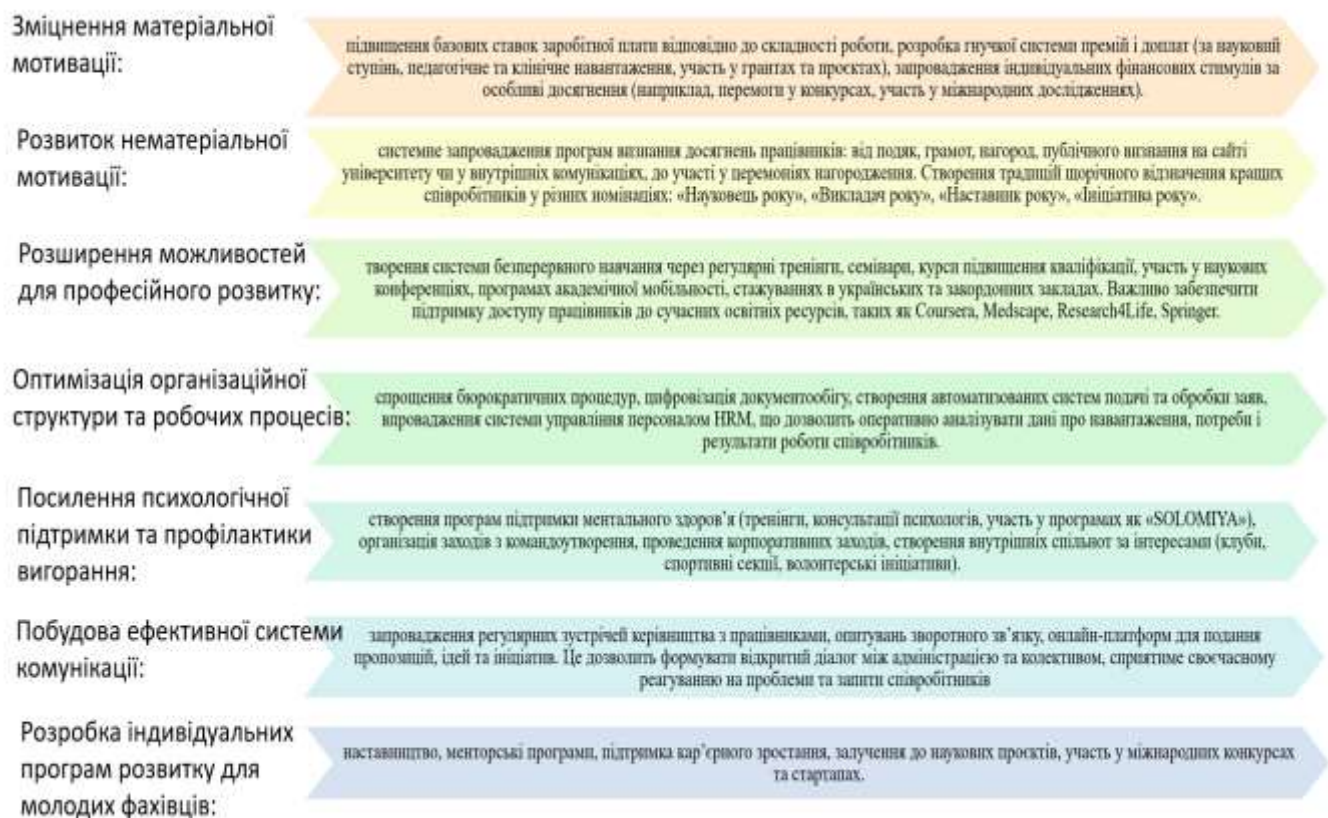 Зміцнення матеріальної
мотивації:
підвищення базових ставок заробітної плати відповідно до складності роботи, розробка гнучкої системи премій і доплат (за науковий
ступінь, педагогічне та клінічне навантаження, участь у грантах та проєктах), запровадження індивідуальних фінансових стимулів за
особливі досягнення (наприклад, перемоги у конкурсах, участь у міжнародних дослідженнях).
Розвиток нематеріальної
мотивації:
системне запровадження програм визнання досягнень працівників: від подяк, грамот, нагород, публічного визнання на сайті
університету чи у внутрішніх комунікаціях, до участі у церемоніях нагородження. Створення традицій щорічного відзначення кращих
співробітників у різних номінаціях: «Науковець року», «Викладач року», «Наставник року», «Ініціатива року».
Розширення можливостей
для професійного розвитку:
творення системи безперервного навчання через регулярні тренінги, семінари, курси підвищення кваліфікації, участь у наукових
конференціях, програмах академічної мобільності, стажуваннях в українських та закордонних закладах. Важливо забезпечити
підтримку доступу працівників до сучасних освітніх ресурсів, таких як Coursera, Medscape, Research4Life, Springer.
Оптимізація організаційної
структури та робочих процесів:
спрощення бюрократичних процедур, цифровізація документообігу, створення автоматизованих систем подачі та обробки заяв,
впровадження системи управління персоналом HRM, що дозволить оперативно аналізувати дані про навантаження, потреби і
результати роботи співробітників.
Посилення психологічної
підтримки та профілактики
вигорання:
створення програм підтримки ментального здоров’я (тренінги, консультації психологів, участь у програмах як «SOLOMIYA»),
організація заходів з командоутворення, проведення корпоративних заходів, створення внутрішніх спільнот за інтересами (клуби,
спортивні секції, волонтерські ініціативи).
Побудова ефективної системи
комунікації:
запровадження регулярних зустрічей керівництва з працівниками, опитувань зворотного зв’язку, онлайн-платформ для подання
пропозицій, ідей та ініціатив. Це дозволить формувати відкритий діалог між адміністрацією та колективом, сприятиме своєчасному
реагуванню на проблеми та запити співробітників
Розробка індивідуальних
програм розвитку для
молодих фахівців:
наставництво, менторські програми, підтримка кар’єрного зростання, залучення до наукових проєктів, участь у міжнародних конкурсах
та стартапах.